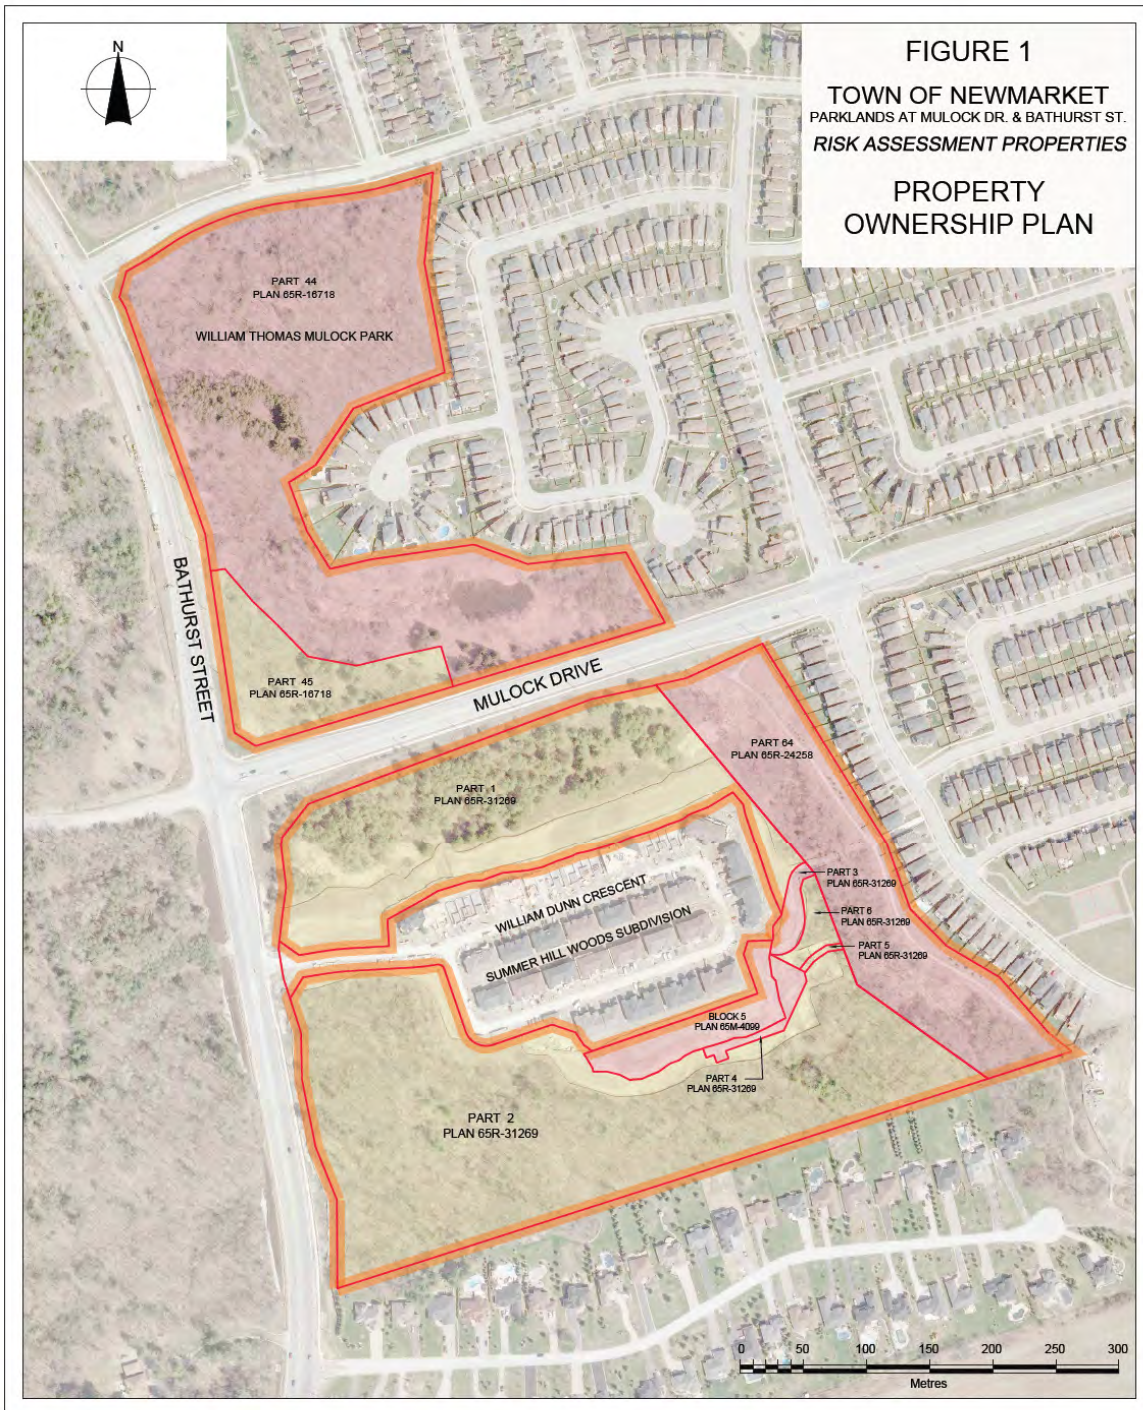 N
FIGURE 1
TOWN OF NEWMARKET
PARKLANDS AT MULOCK DR. & BATHURST ST.
RISK ASSESSMENT PROPERTIES
PROPERTY
OWNERSHIP PLAN
PART 44
PLAN 65R-16718
WILLIAM THOMAS MULOCK PARK
BATHURST STREET
PART 45
PLAN 65R-16718
MULOCK DRIVE
PART 64
PLAN 65R-24258
PART 1
PLAN 65R-31269
PART 3
PLAN 65R-31269
WILLIAM DUNN CRESCENT
SUMMER HILL WOODS SUBDIVISION
PART 6
PLAN 65R-31269
PART 5
PLAN 65R-31269
BLOCK 5
PLAN 65M-4099
PART 4
PLAN 65R-31269
PART 2
PLAN 65R-31269
0 50 100 150 200 250 300
Metres